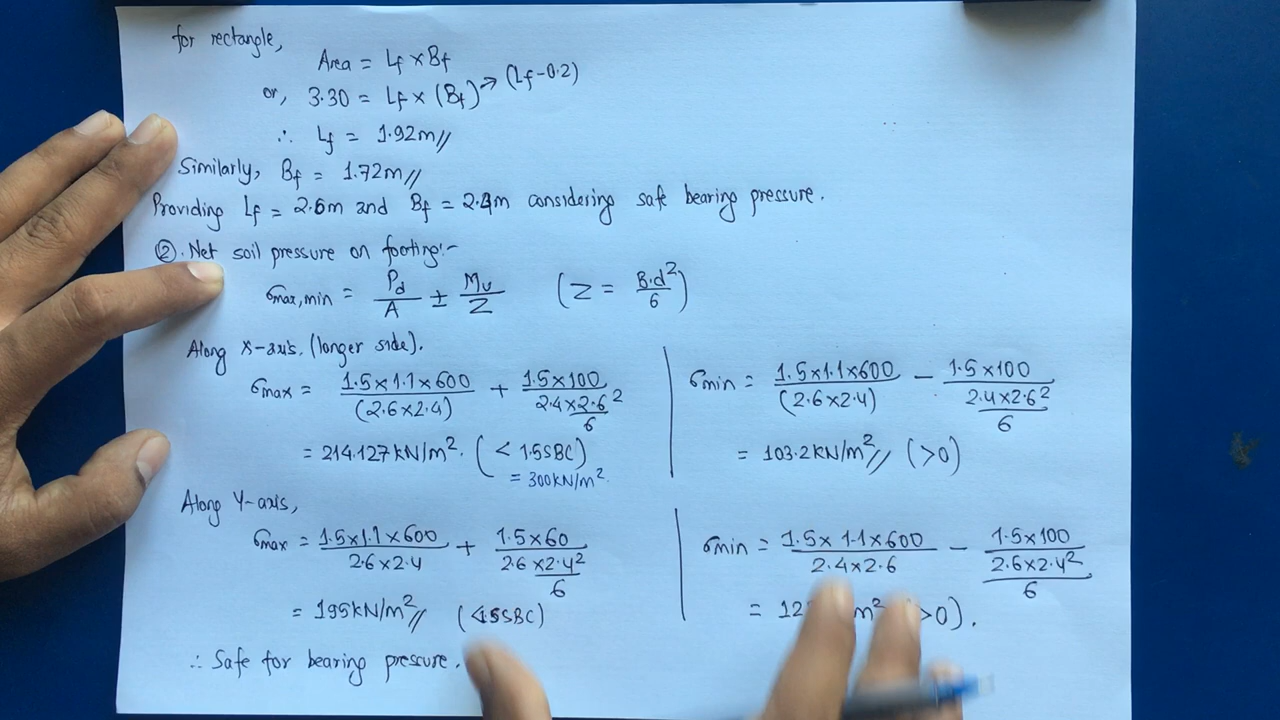 for rectangle,
Area = Lf × Bf
or, 3.30 = Lf × (Bf) → (Lf - 0.2)
∴ Lf = 1.92m//
Similarly, Bf = 1.72m//
Providing Lf = 2.6m and Bf = 2.4m considering safe bearing pressure.
②. Net soil pressure on footing:-
σmax,min = Pd/A ± Mu/Z (Z = B.d²/6)
Along X-axis. (longer side).
σmax = (1.5×1.1×600)/(2.6×2.4) + (1.5×100)/(2.4×2.6²/6)
= 214.127kN/m². (< 1.5SBC)
= 300kN/m².
σmin = (1.5×1.1×600)/(2.6×2.4) - (1.5×100)/(2.4×2.6²/6)
= 103.2kN/m²// (>0)
Along Y-axis,
σmax = (1.5×1.1×600)/(2.6×2.4) + (1.5×60)/(2.6×2.4²/6)
= 195kN/m²// (<1.5SBC)
σmin = (1.5×1.1×600)/(2.4×2.6) - (1.5×100)/(2.6×2.4²/6)
= m² >0).
∴ Safe for bearing pressure.